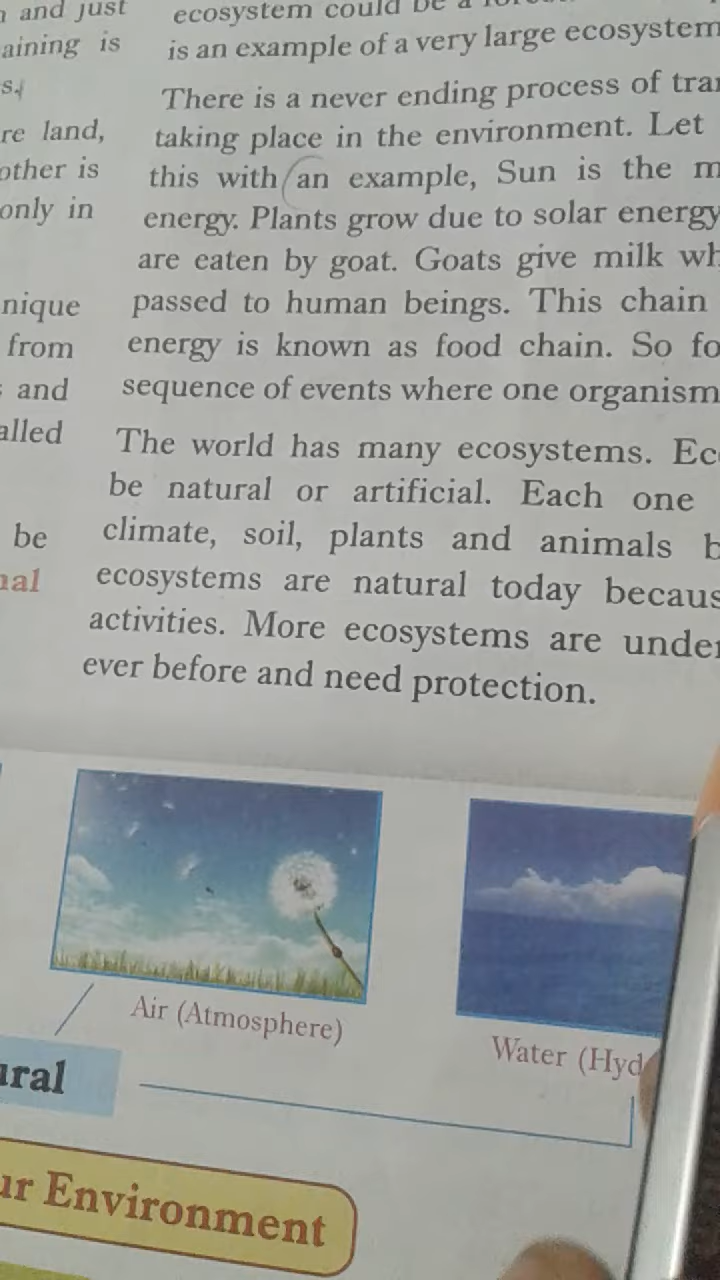 and just
aining is
s.
re land,
other is
only in
nique
from
and
alled
be
nal
ecosystem could be a
is an example of a very large ecosystem
There is a never ending process of tra
taking place in the environment. Let
this with an example, Sun is the m
energy. Plants grow due to solar energy
are eaten by goat. Goats give milk wh
passed to human beings. This chain
energy is known as food chain. So fo
sequence of events where one organism
The world has many ecosystems. Ec
be natural or artificial. Each one
climate, soil, plants and animals b
ecosystems are natural today becaus
activities. More ecosystems are under
ever before and need protection.
Air (Atmosphere)
Water (Hyd
ural
ur Environment